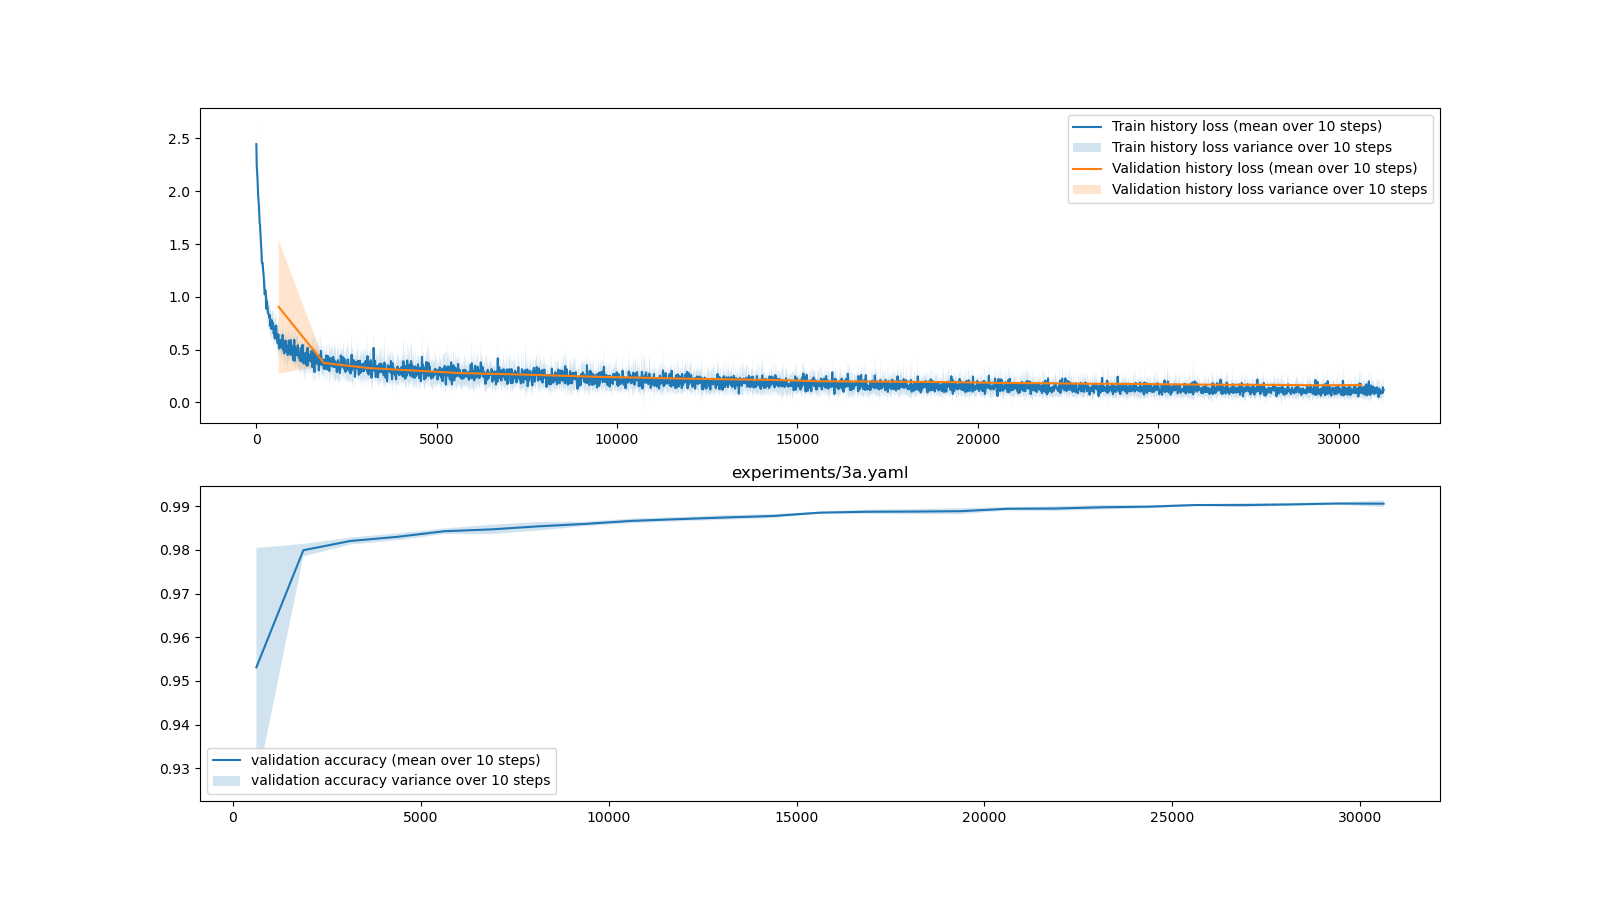 2.5
2.0
1.5
1.0
0.5
0.0
Train history loss (mean over 10 steps)
Train history loss variance over 10 steps
Validation history loss (mean over 10 steps)
Validation history loss variance over 10 steps
0 5000 10000 15000 20000 25000 30000
experiments/3a.yaml
0.99
0.98
0.97
0.96
0.95
0.94
0.93
validation accuracy (mean over 10 steps)
validation accuracy variance over 10 steps
0 5000 10000 15000 20000 25000 30000